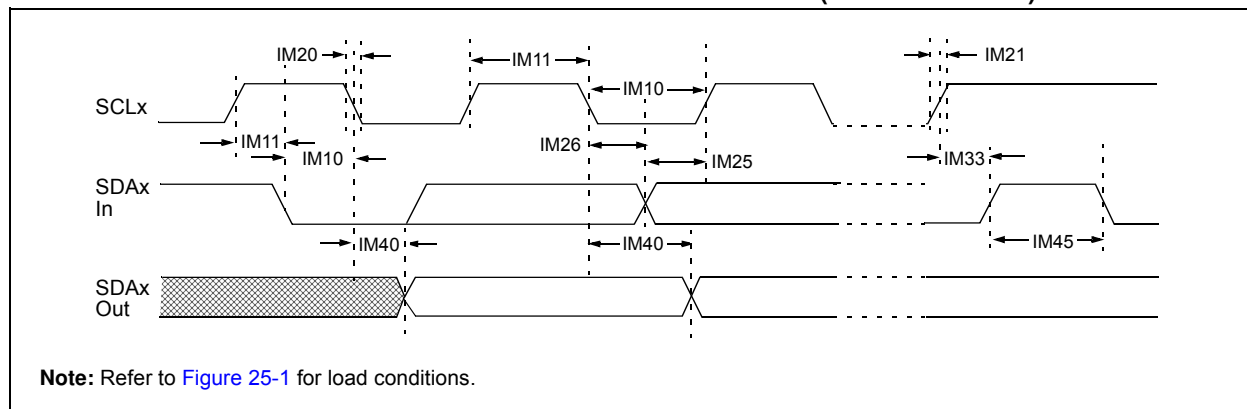 IM20
IM11
IM21
IM10
SCLx
IM11
IM26
IM10
IM25
IM33
SDAx
In
IM40
IM40
IM45
SDAx
Out
Note: Refer to Figure 25-1 for load conditions.